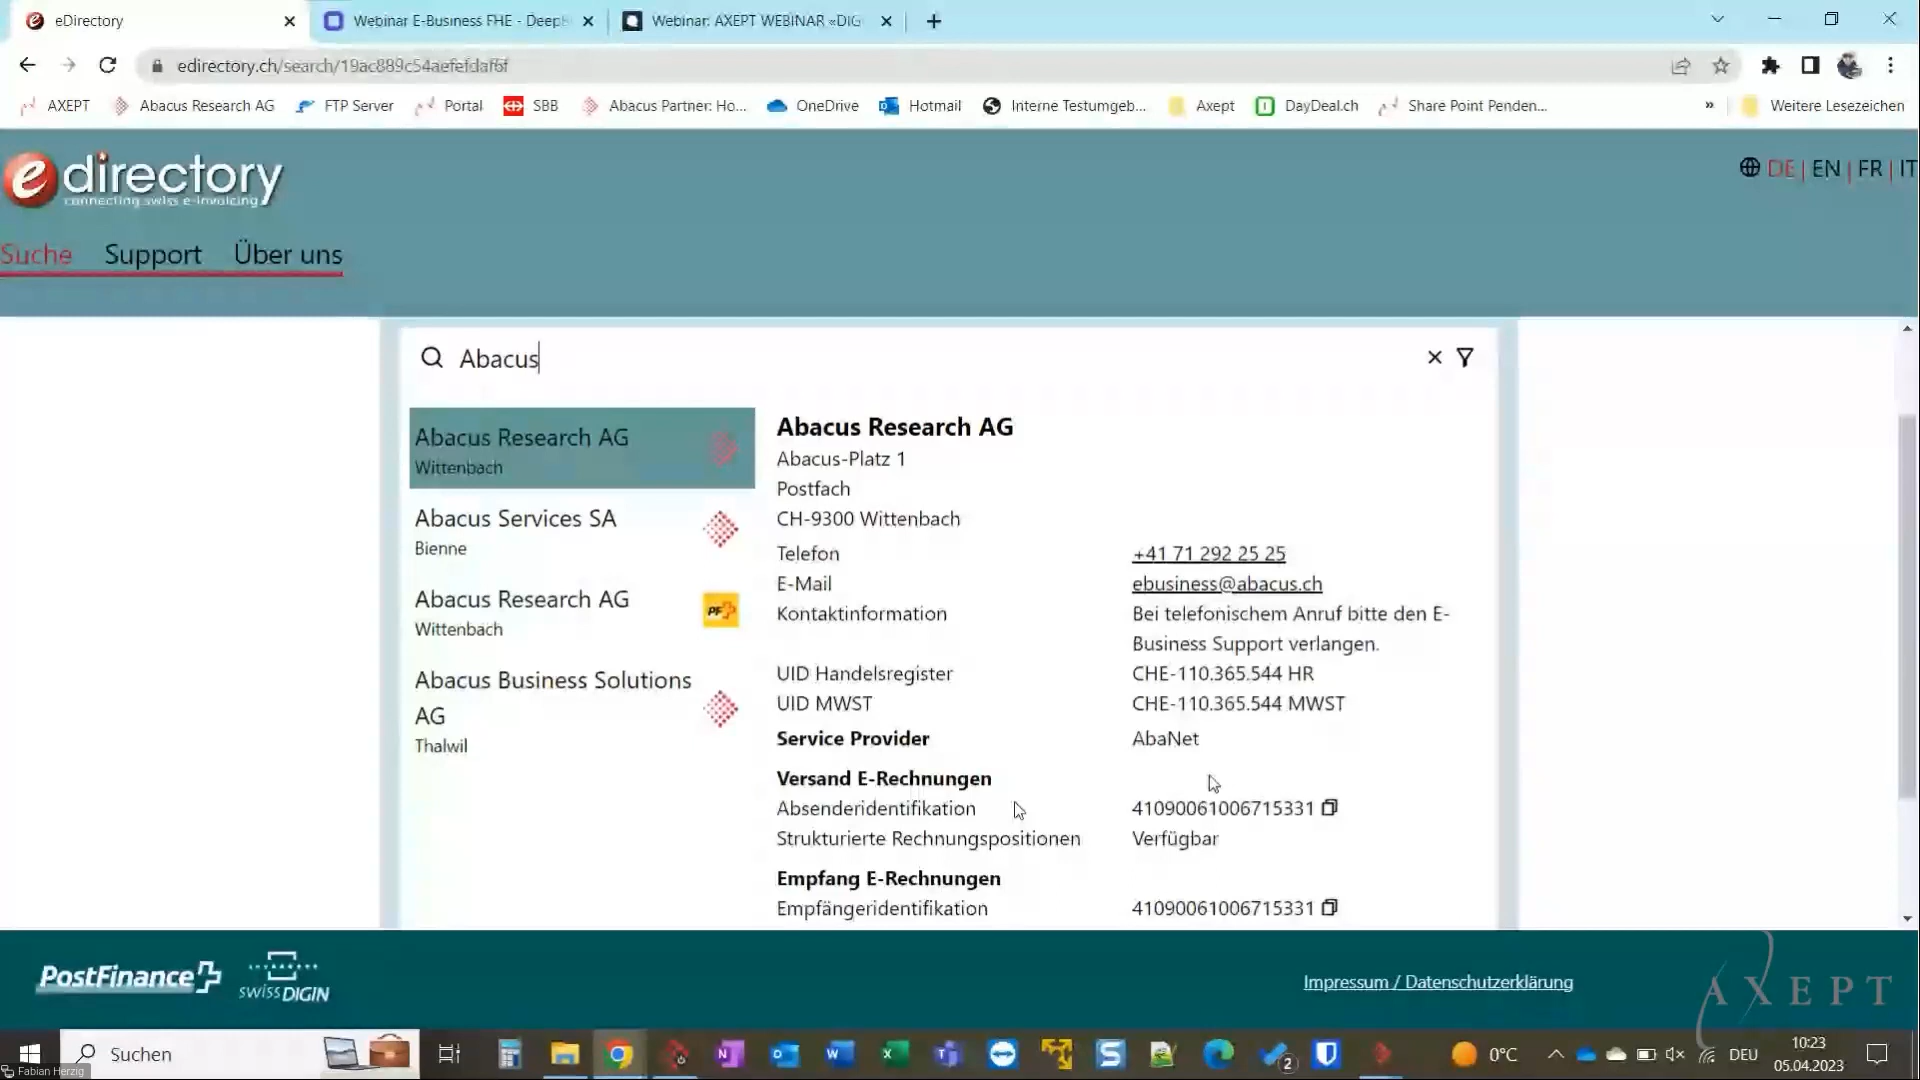 eDirectory
Webinar E-Business FHE - Deep
Webinar: AXEPT WEBINAR «DIG
edirectory.ch/search/19ac889c54aefefdaf6f
AXEPT
Abacus Research AG
FTP Server
Portal
SBB
Abacus Partner: Ho...
OneDrive
Hotmail
Interne Testumgeb...
Axept
DayDeal.ch
Share Point Penden...
»
Weitere Lesezeichen
e directory
connecting swiss e-invoicing
DE | EN | FR | IT
Suche
Support
Über uns
Abacus
Abacus Research AG
Wittenbach
Abacus Services SA
Bienne
Abacus Research AG
Wittenbach
PF
Abacus Business Solutions
AG
Thalwil
Abacus Research AG
Abacus-Platz 1
Postfach
CH-9300 Wittenbach
Telefon +41 71 292 25 25
E-Mail ebusiness@abacus.ch
Kontaktinformation Bei telefonischem Anruf bitte den E-
Business Support verlangen.
UID Handelsregister CHE-110.365.544 HR
UID MWST CHE-110.365.544 MWST
Service Provider AbaNet
Versand E-Rechnungen
Absenderidentifikation 41090061006715331
Strukturierte Rechnungspositionen Verfügbar
Empfang E-Rechnungen
Empfängeridentifikation 41090061006715331
PostFinance
swissDIGIN
Impressum / Datenschutzerklärung
AXEPT
Suchen
2
0°C
DEU
10:23
05.04.2023
Fabian Herzig